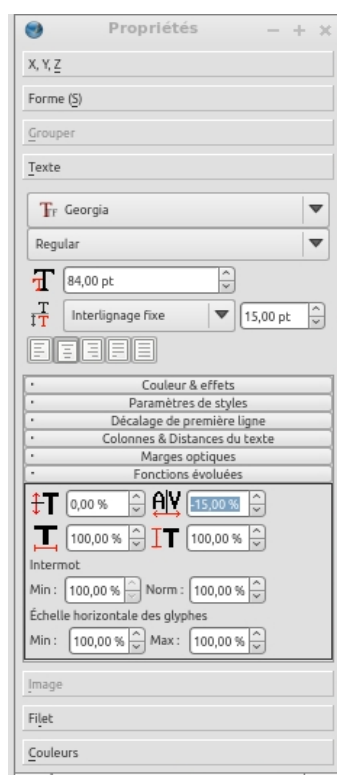 Propriétés
X, Y, Z
Forme (S)
Grouper
Texte
Georgia
Regular
84,00 pt
Interlignage fixe 15,00 pt
Couleur & effets
Paramètres de styles
Décalage de première ligne
Colonnes & Distances du texte
Marges optiques
Fonctions évoluées
0,00 % -15,00 %
100,00 % 100,00 %
Intermot
Min : 100,00 % Norm : 100,00 %
Échelle horizontale des glyphes
Min : 100,00 % Max : 100,00 %
Image
Filet
Couleurs